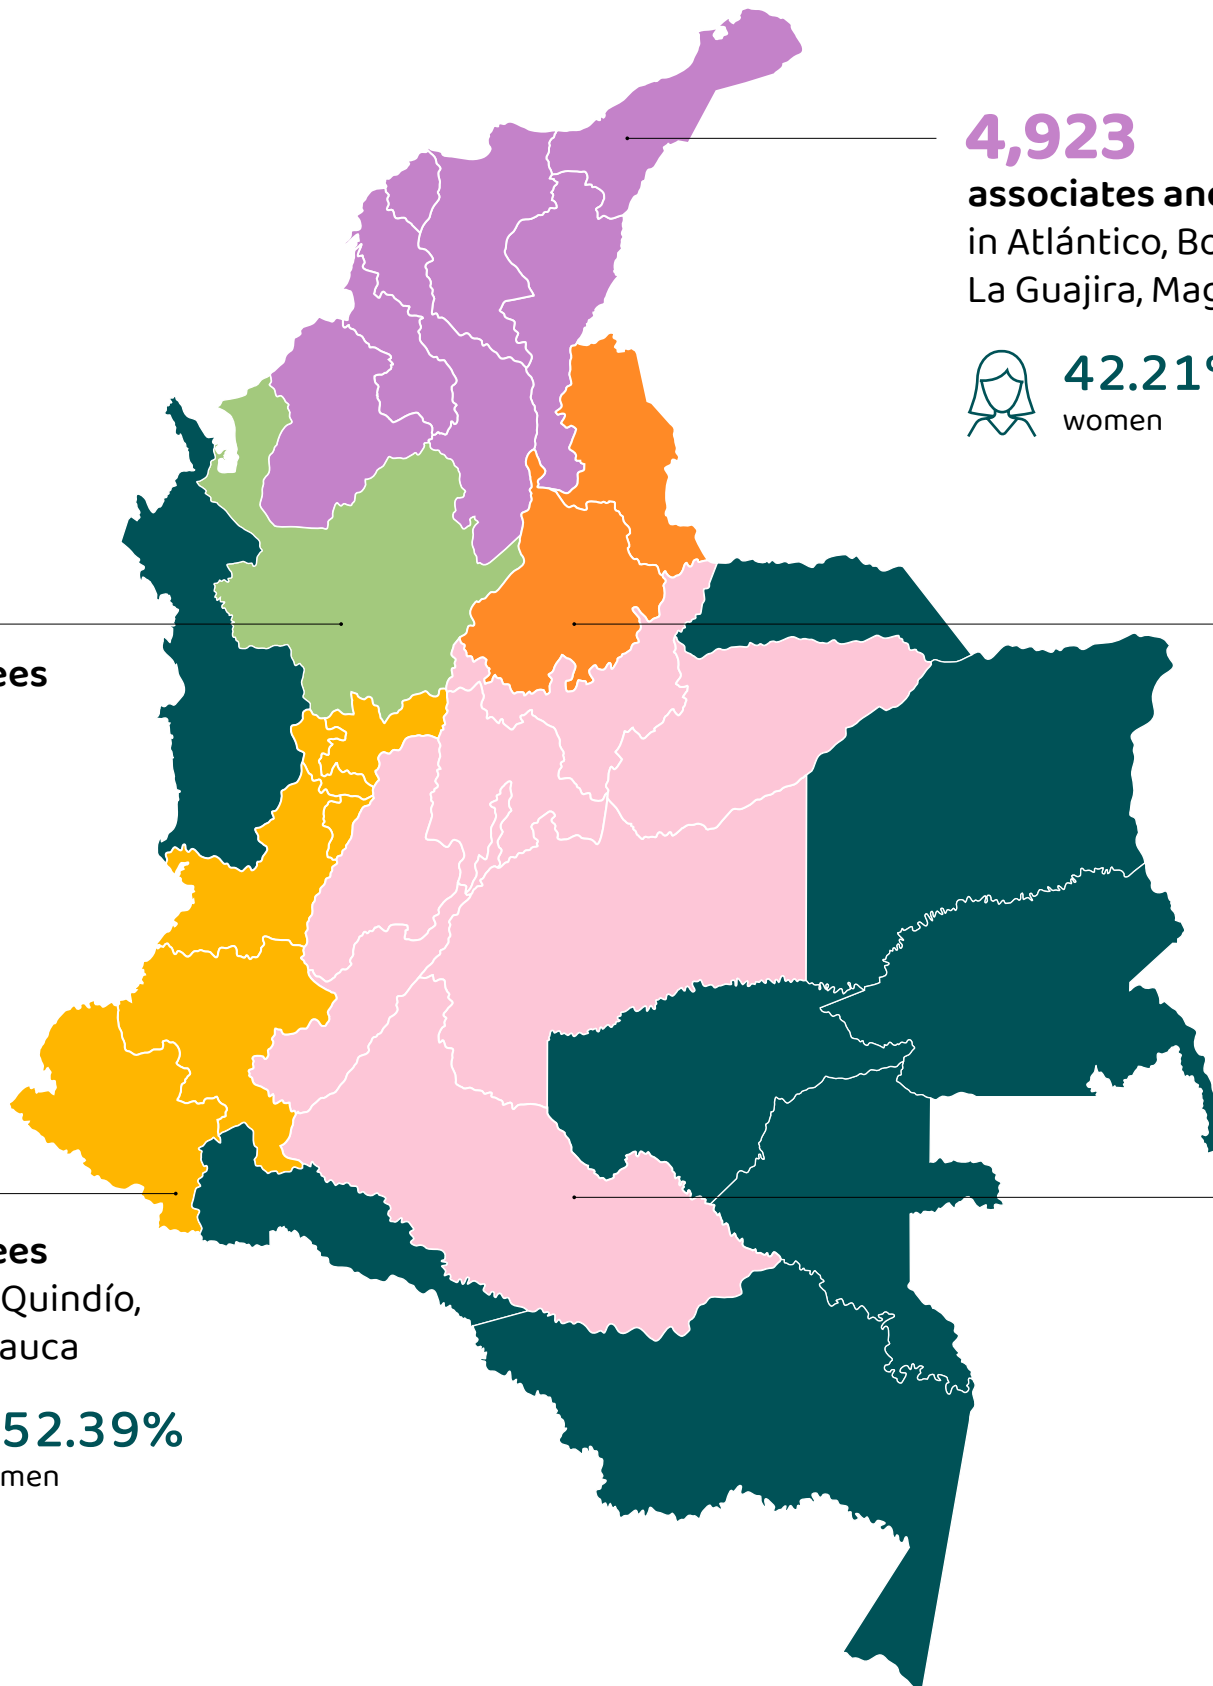 4,923
associates and
in Atlántico, Bo
La Guajira, Mag
42.21%
women
ees
ees
Quindío,
auca
52.39%
men